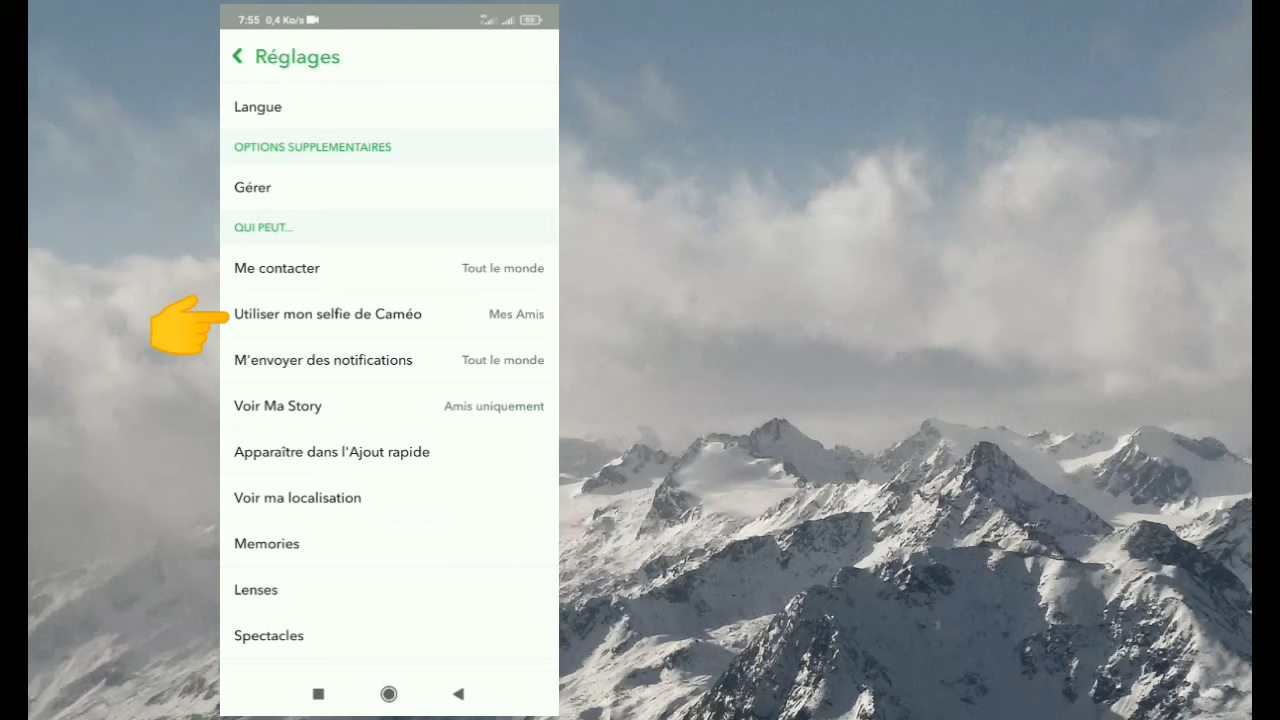 7:55 0,4 Ko/s
93
Réglages
Langue
OPTIONS SUPPLEMENTAIRES
Gérer
QUI PEUT...
Me contacter Tout le monde
Utiliser mon selfie de Caméo Mes Amis
M'envoyer des notifications Tout le monde
Voir Ma Story Amis uniquement
Apparaître dans l'Ajout rapide
Voir ma localisation
Memories
Lenses
Spectacles